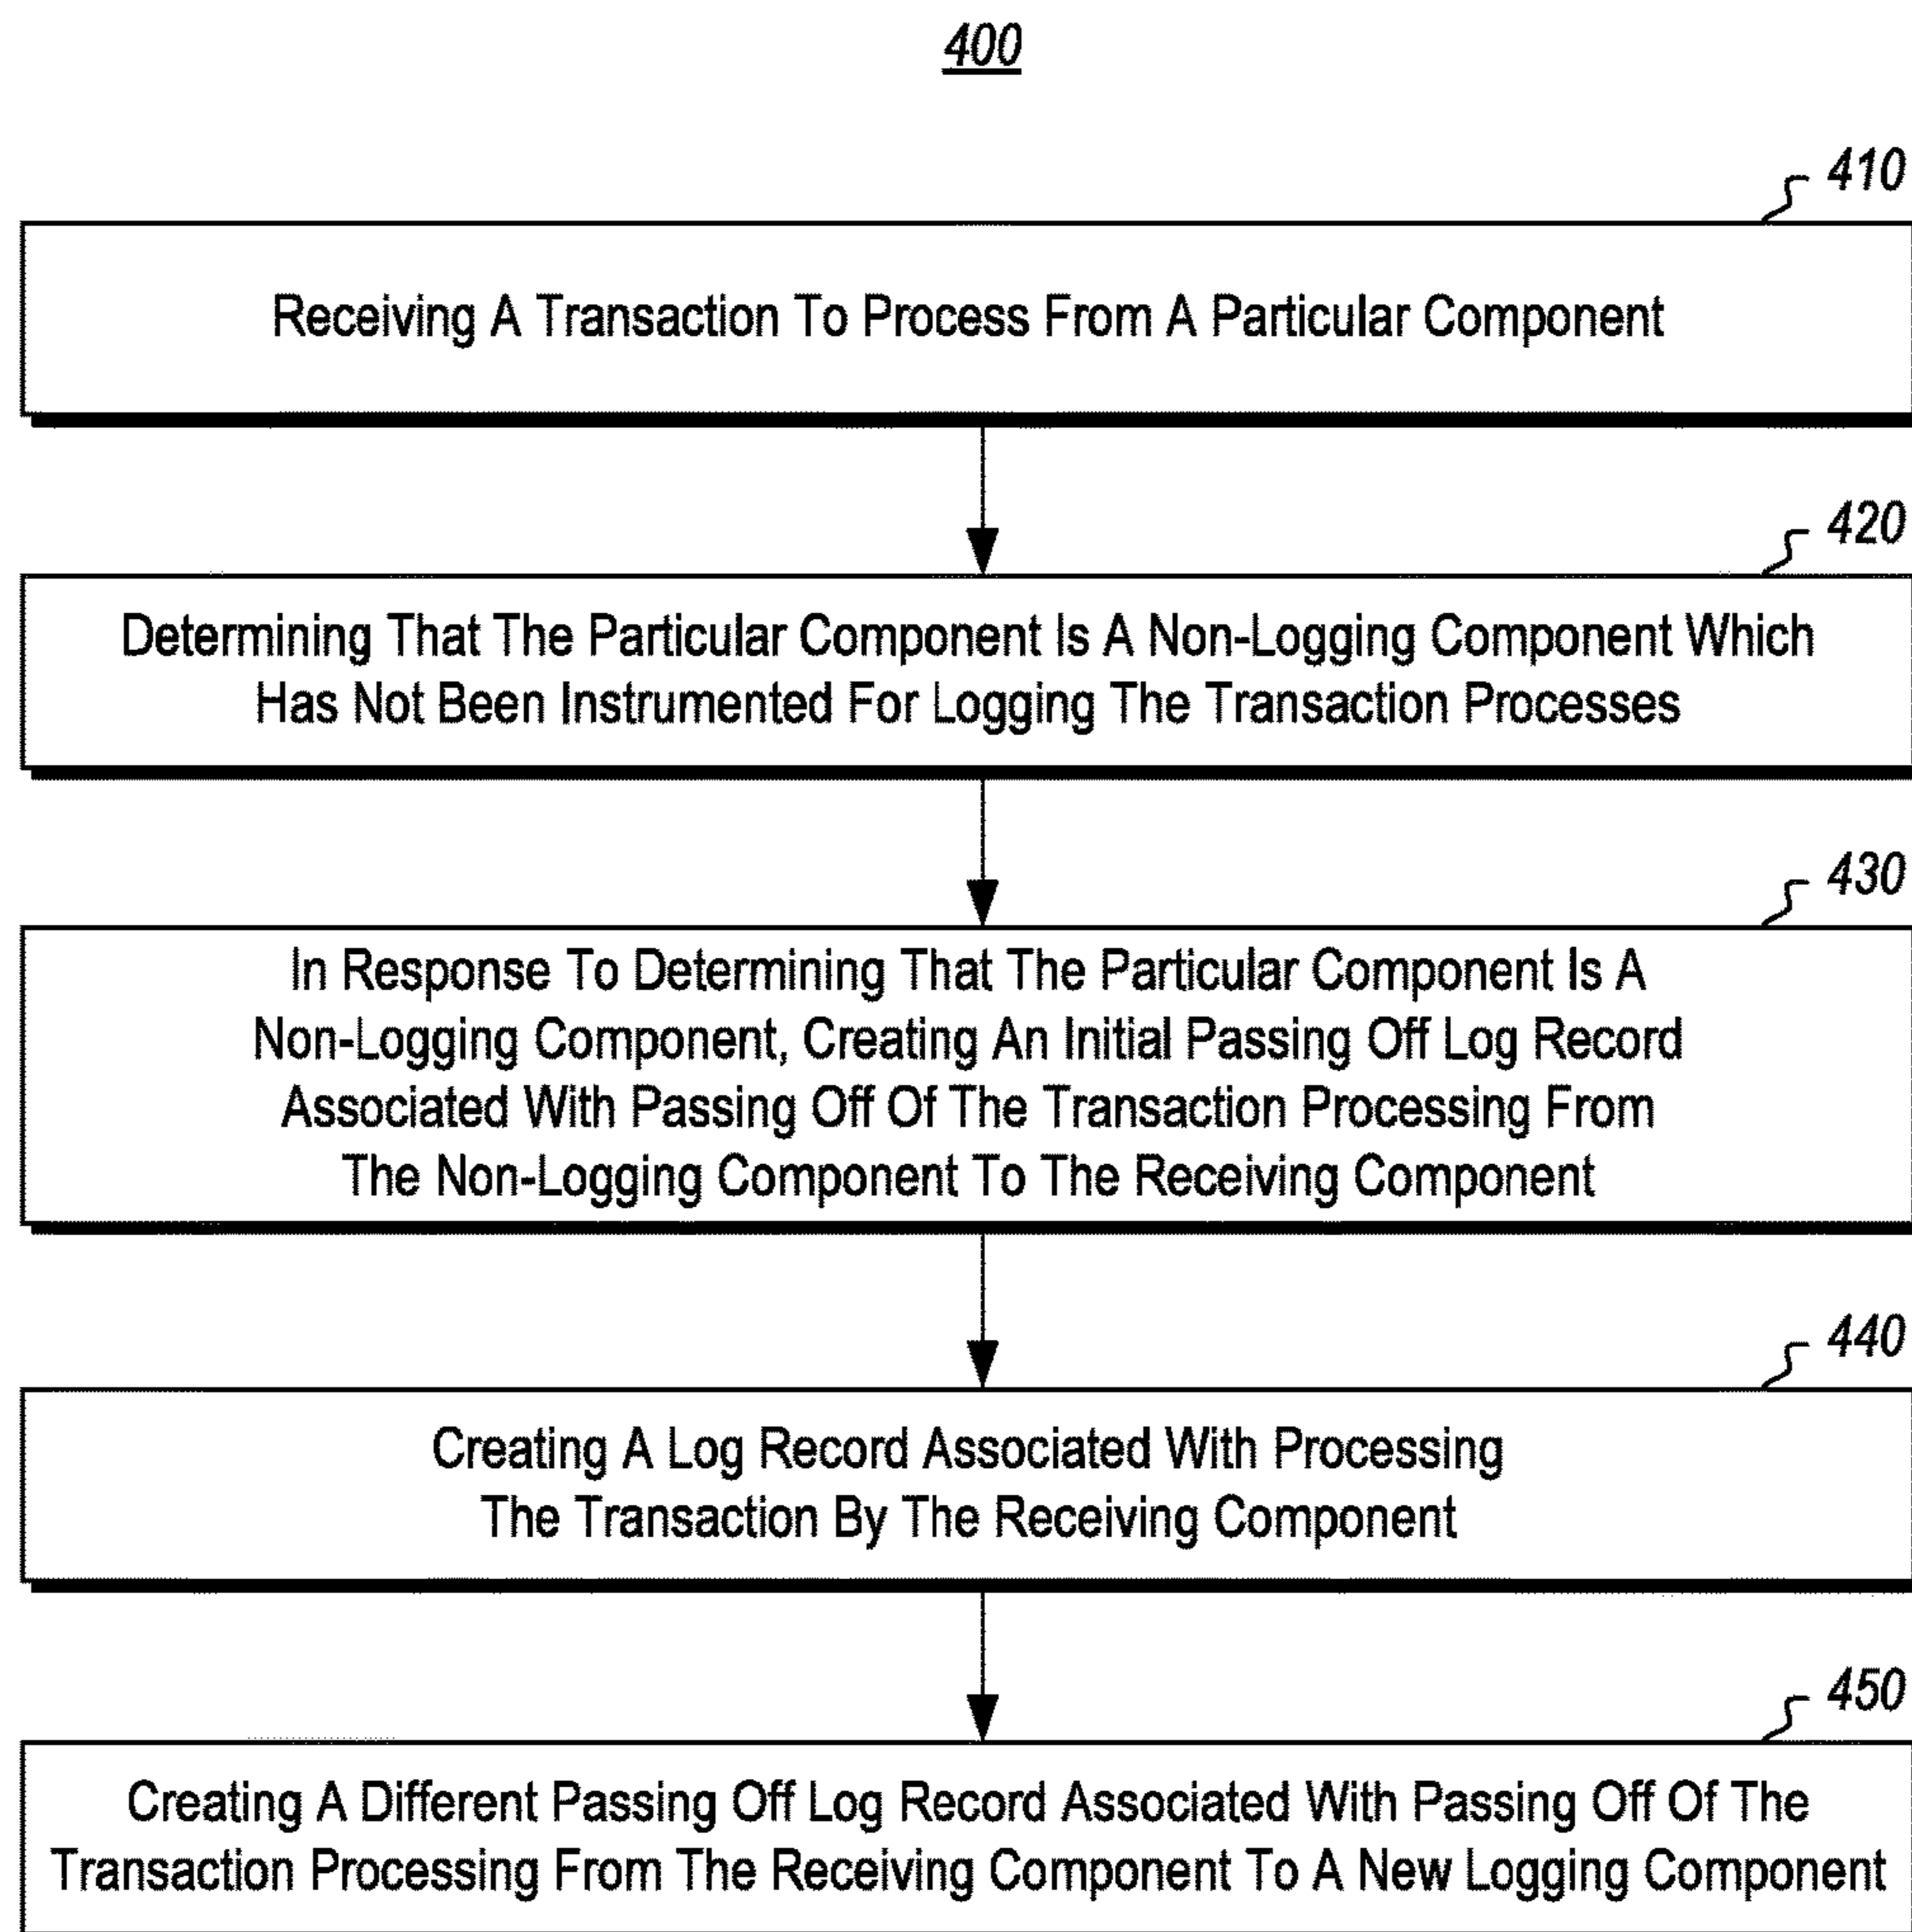 400
410
Receiving A Transaction To Process From A Particular Component
420
Determining That The Particular Component Is A Non-Logging Component Which
Has Not Been Instrumented For Logging The Transaction Processes
430
In Response To Determining That The Particular Component Is A
Non-Logging Component, Creating An Initial Passing Off Log Record
Associated With Passing Off Of The Transaction Processing From
The Non-Logging Component To The Receiving Component
440
Creating A Log Record Associated With Processing
The Transaction By The Receiving Component
450
Creating A Different Passing Off Log Record Associated With Passing Off Of The
Transaction Processing From The Receiving Component To A New Logging Component